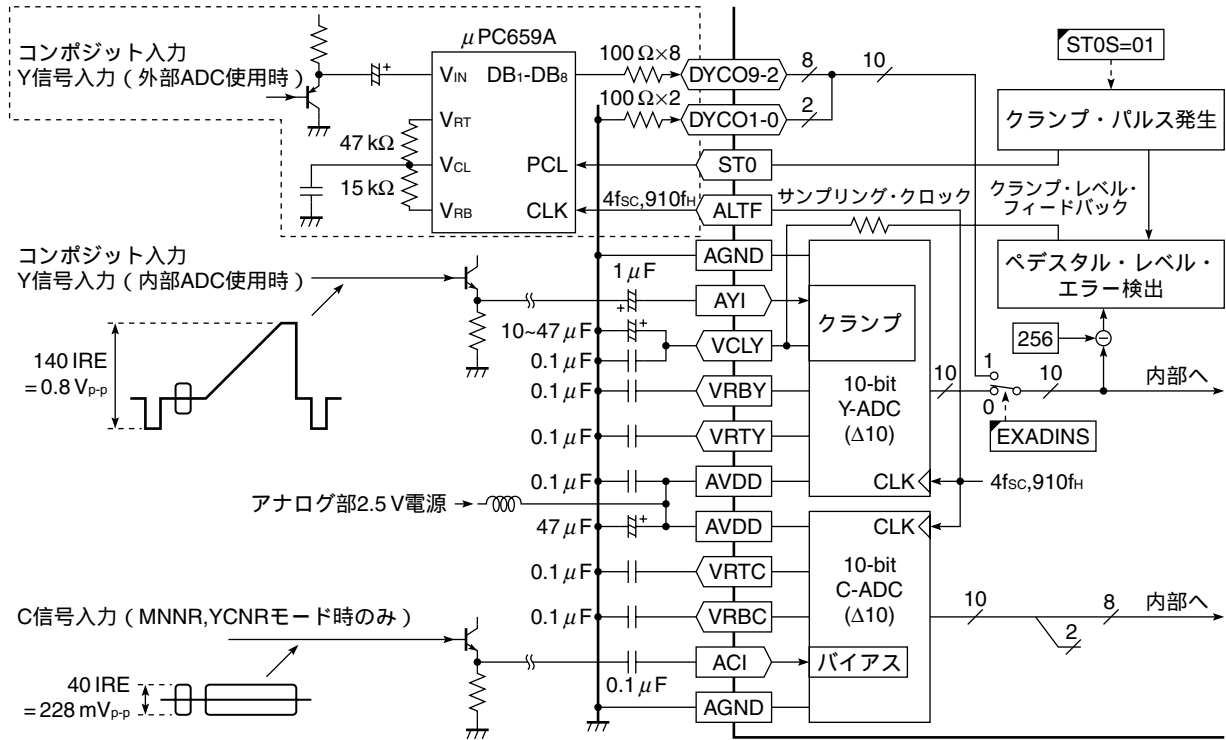 コンポジット入力
Y信号入力（外部ADC使用時）
μPC659A
VIN
DB1-DB8
VRT
47 kΩ
VCL
PCL
15 kΩ
VRB
CLK
100 Ω×8
DYCO9-2
8
10
100 Ω×2
DYCO1-0
2
ST0
4fSC,910fH
ALTF
サンプリング・クロック
ST0S=01
クランプ・パルス発生
クランプ・レベル・
フィードバック
ペデスタル・レベル・
エラー検出
256
−
コンポジット入力
Y信号入力（内部ADC使用時）
140 IRE
= 0.8 Vp-p
AGND
1 μF
+
AYI
クランプ
10~47 μF
+
VCLY
0.1 μF
0.1 μF
VRBY
10-bit
Y-ADC
(Δ10)
10
1
0
10
内部へ
EXADINS
0.1 μF
VRTY
0.1 μF
AVDD
CLK
4fSC,910fH
アナログ部2.5 V電源
47 μF
+
AVDD
CLK
0.1 μF
VRTC
10-bit
C-ADC
(Δ10)
0.1 μF
VRBC
10
2
8
内部へ
C信号入力（MNNR,YCNRモード時のみ）
0.1 μF
ACI
バイアス
40 IRE
= 228 mVp-p
AGND